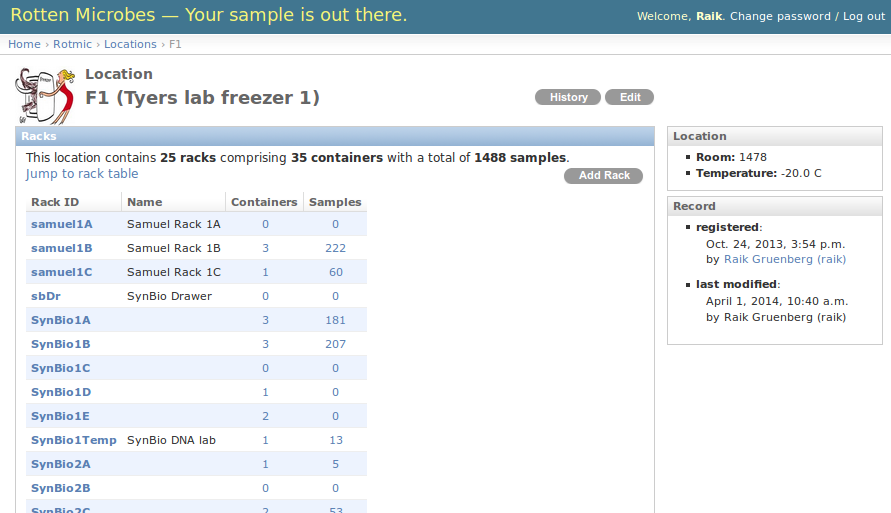 Rotten Microbes — Your sample is out there.
Welcome, Raik. Change password / Log out
Home › Rotmic › Locations › F1
Location
F1 (Tyers lab freezer 1)
History Edit
Racks
This location contains 25 racks comprising 35 containers with a total of 1488 samples.
Jump to rack table
Add Rack
Rack ID Name Containers Samples
samuel1A Samuel Rack 1A 0 0
samuel1B Samuel Rack 1B 3 222
samuel1C Samuel Rack 1C 1 60
sbDr SynBio Drawer 0 0
SynBio1A 3 181
SynBio1B 3 207
SynBio1C 0 0
SynBio1D 1 0
SynBio1E 2 0
SynBio1Temp SynBio DNA lab 1 13
SynBio2A 1 5
SynBio2B 0 0
SynBio2C 2 53
Location
Room: 1478
Temperature: -20.0 C
Record
registered:
Oct. 24, 2013, 3:54 p.m.
by Raik Gruenberg (raik)
last modified:
April 1, 2014, 10:40 a.m.
by Raik Gruenberg (raik)